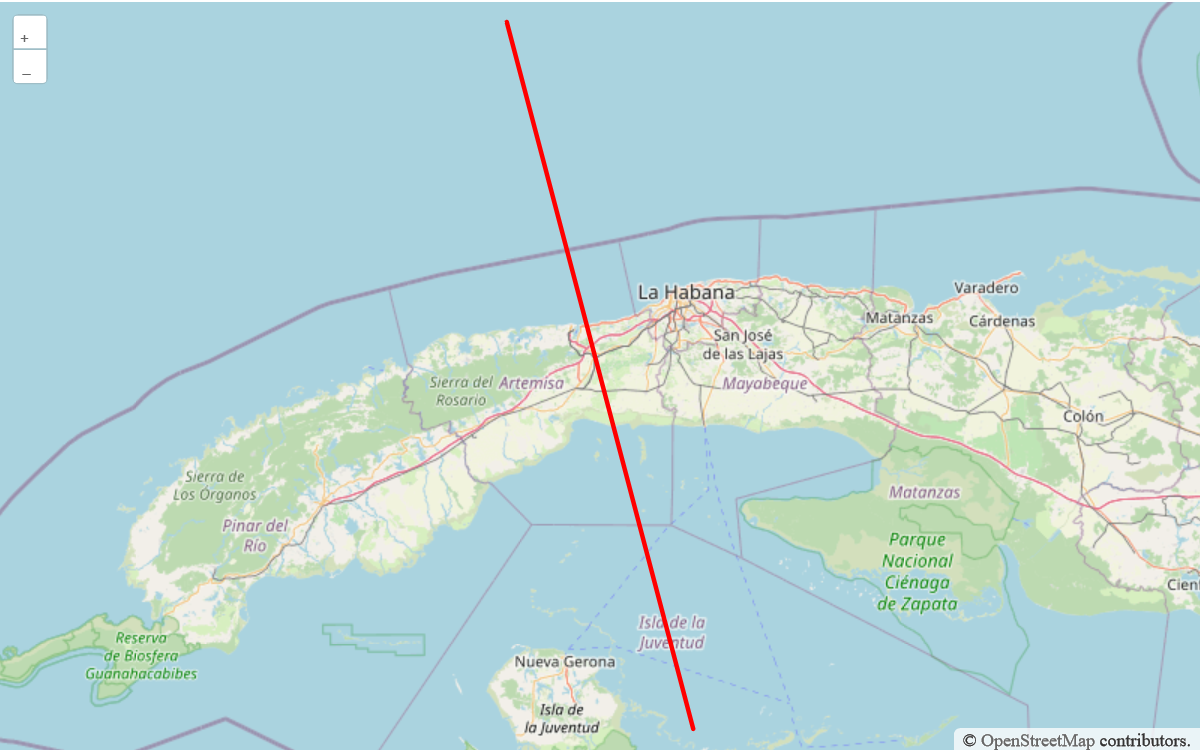 +
–
La Habana
Varadero
Matanzas
Cárdenas
San José
de las Lajas
Sierra del
Rosario
Artemisa
Mayabeque
Colón
Sierra de
Los Órganos
Matanzas
Pinar del
Río
Parque
Nacional
Ciénaga
de Zapata
Cien
Isla de la
Juventud
Reserva
de Biosfera
Guanahacabibes
Nueva Gerona
Isla de
la Juventud
© OpenStreetMap contributors.